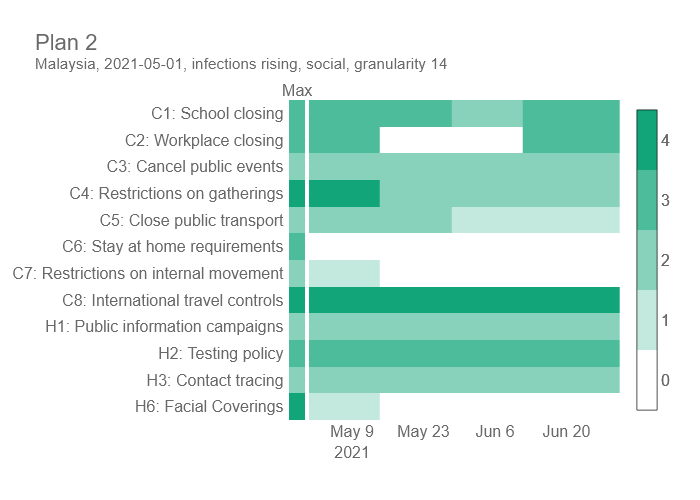 Plan 2
Malaysia, 2021-05-01, infections rising, social, granularity 14
Max
C1: School closing
C2: Workplace closing
C3: Cancel public events
C4: Restrictions on gatherings
C5: Close public transport
C6: Stay at home requirements
C7: Restrictions on internal movement
C8: International travel controls
H1: Public information campaigns
H2: Testing policy
H3: Contact tracing
H6: Facial Coverings
May 9 May 23 Jun 6 Jun 20
2021
4
3
2
1
0